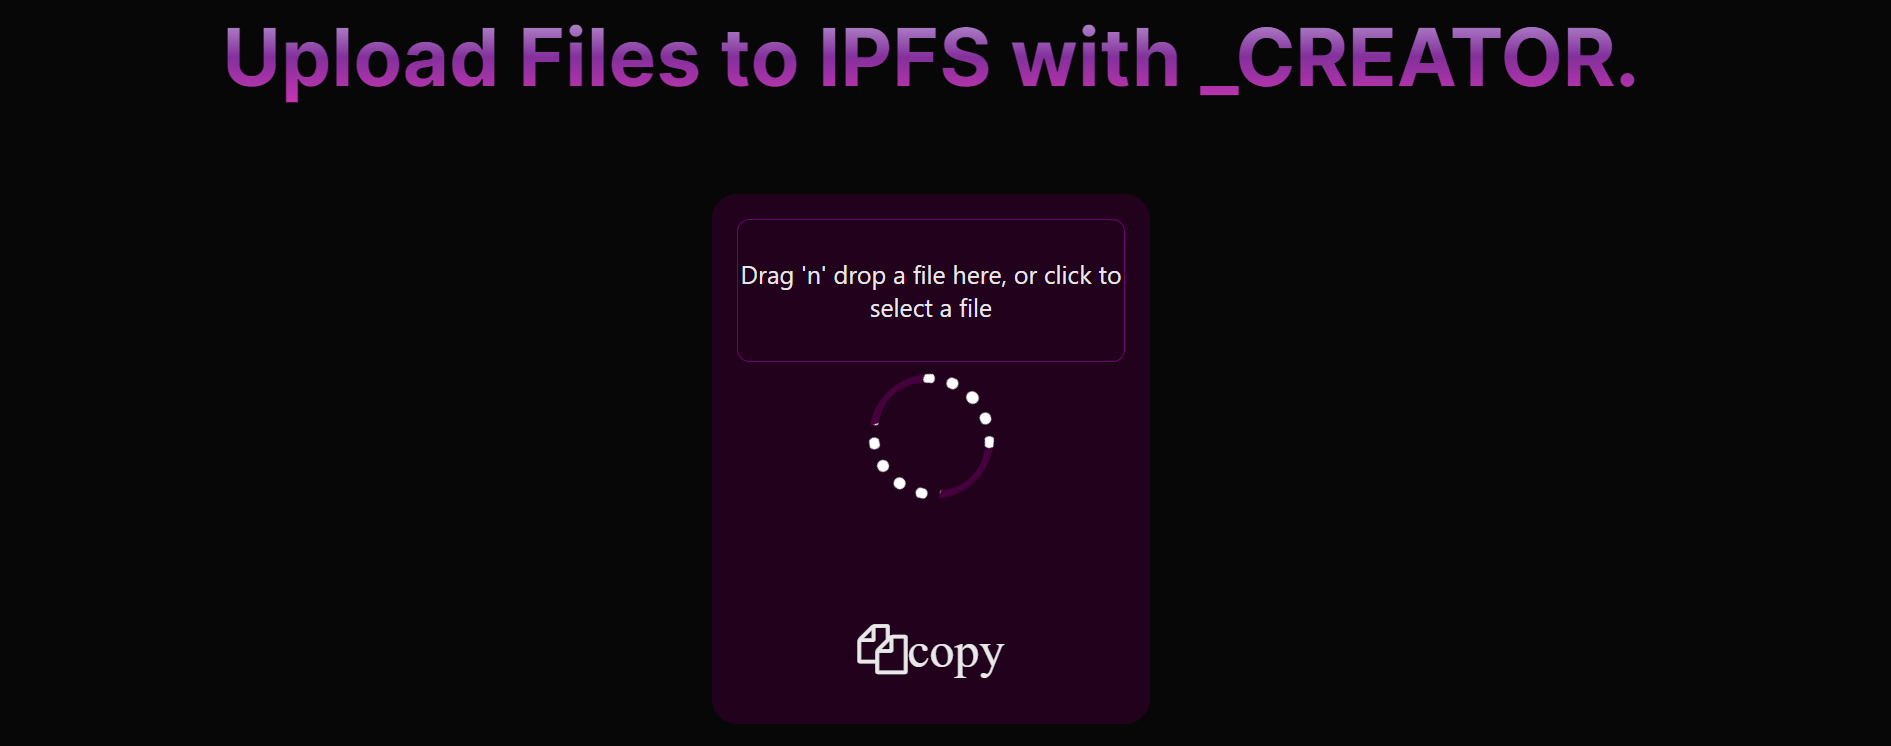 Upload Files to IPFS with _CREATOR.
Drag 'n' drop a file here, or click to
select a file
copy